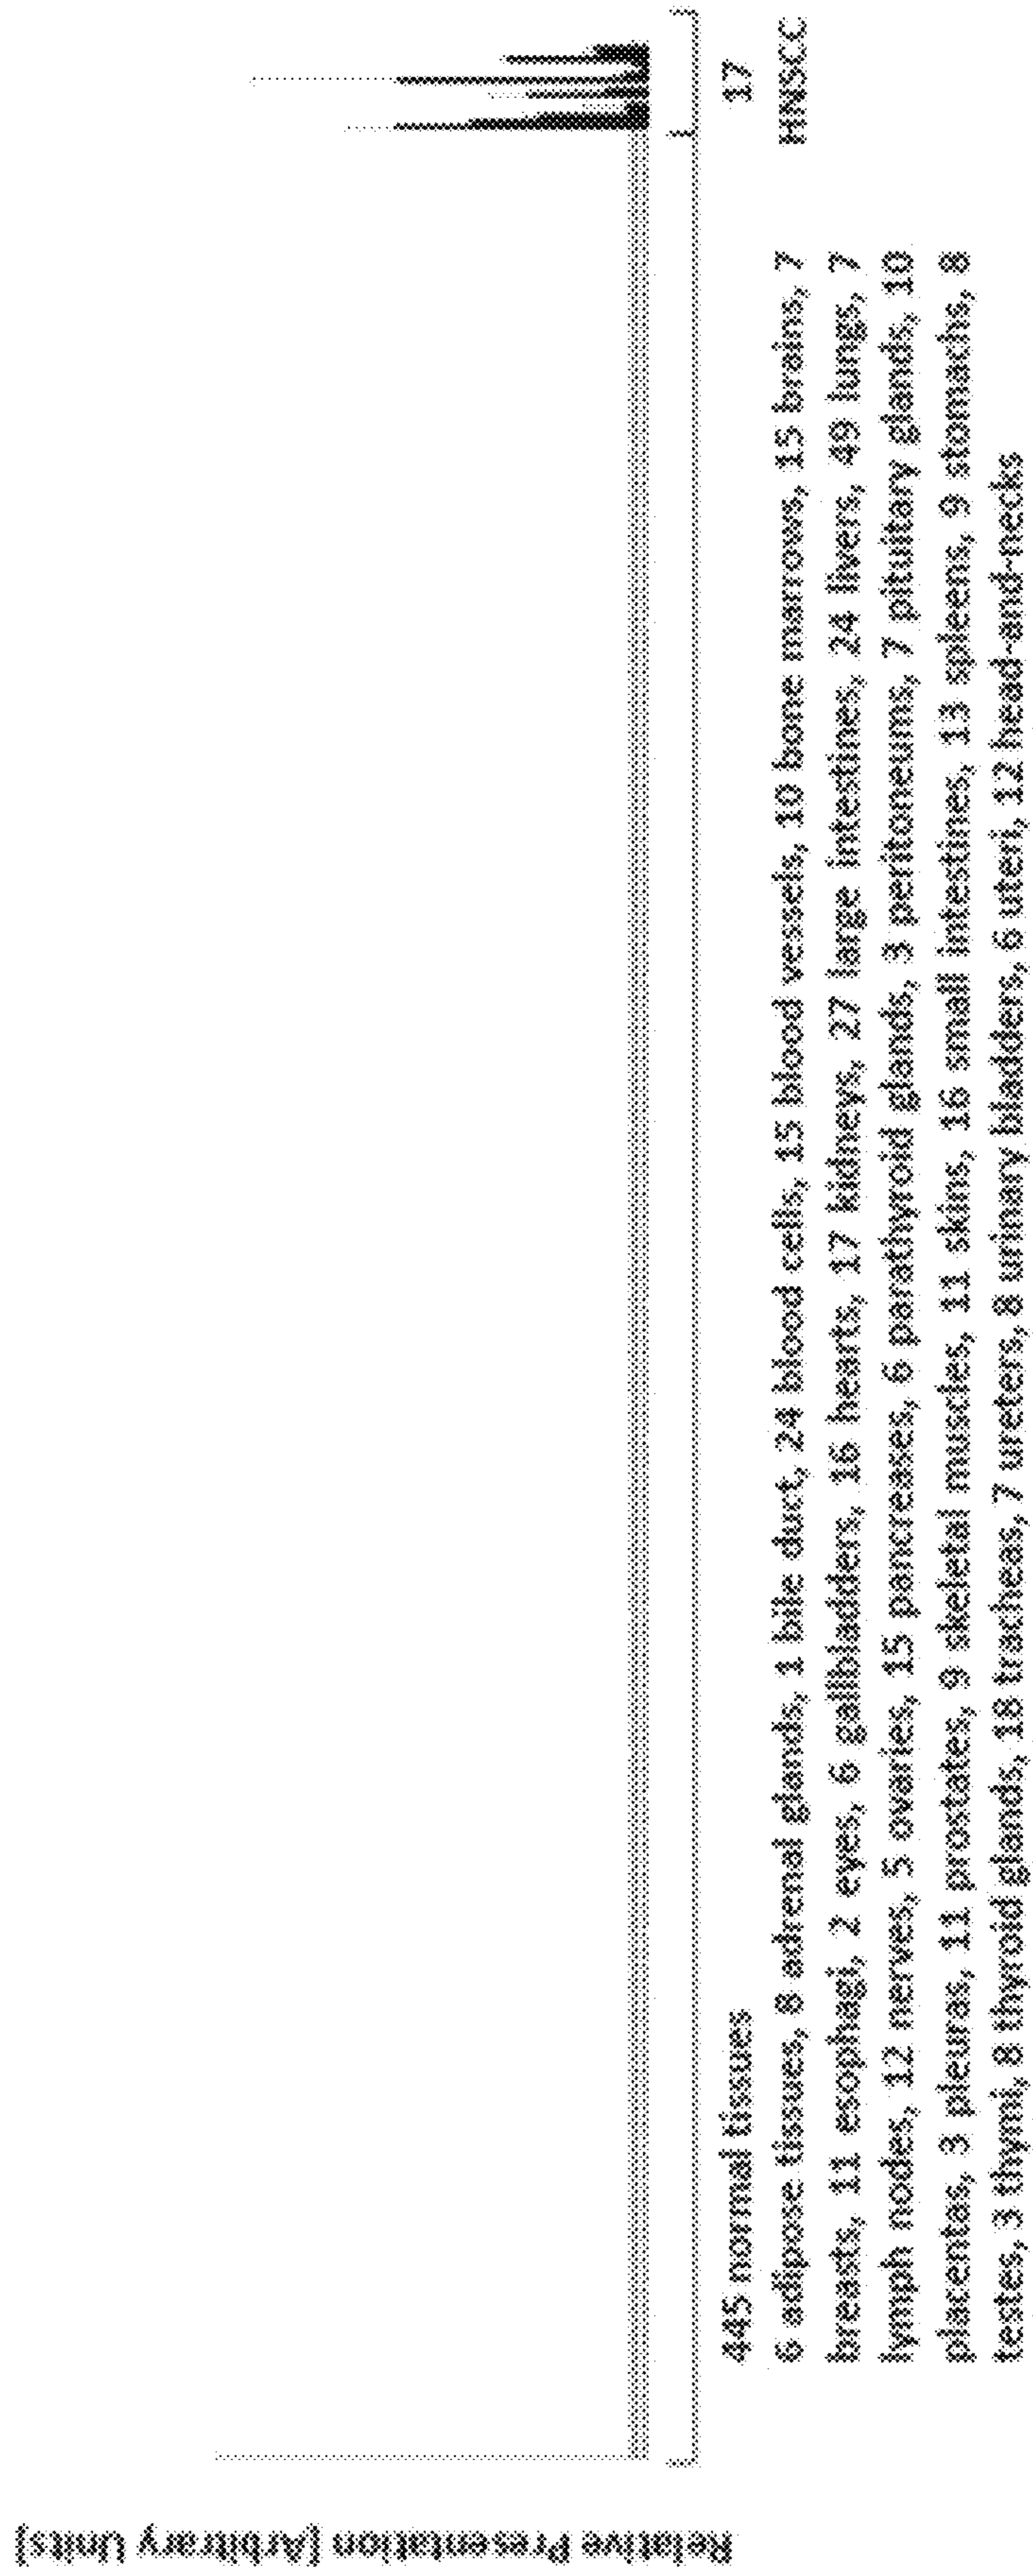 Relative Presentation [Arbitrary Units]
445 normal tissues
6 adipose tissues, 8 adrenal glands, 1 bile duct, 24 blood cells, 15 blood vessels, 10 bone marrows, 15 brains, 7
breasts, 11 esophagi, 2 eyes, 6 gallbladders, 16 hearts, 17 kidneys, 27 large intestines, 24 livers, 49 lungs, 7
lymph nodes, 12 nerves, 5 ovaries, 15 pancreases, 6 parathyroid glands, 3 peritoneums, 7 pituitary glands, 10
placentas, 3 pleuras, 11 prostates, 9 skeletal muscles, 11 skins, 16 small intestines, 13 spleens, 9 stomachs, 8
testes, 3 thymi, 8 thyroid glands, 18 tracheas, 7 ureters, 8 urinary bladders, 6 uteri, 12 head-and-necks
17
HNSCC